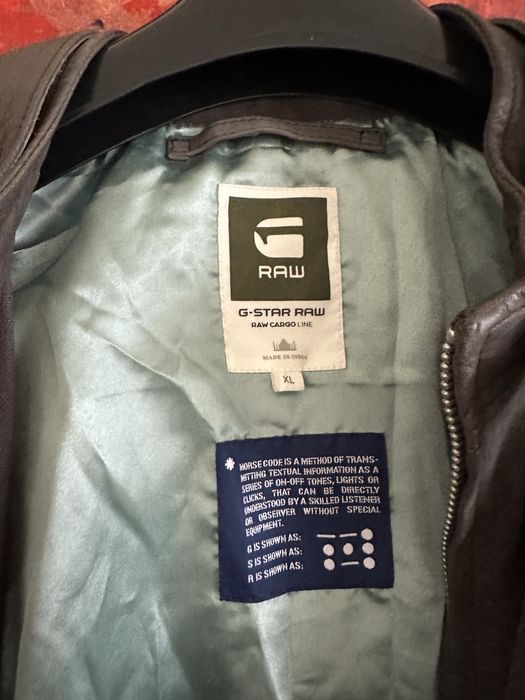 RAW
G-STAR RAW
RAW CARGO LINE
MADE IN INDIA
XL
* MORSE CODE IS A METHOD OF TRANS-
MITTING TEXTUAL INFORMATION AS A
SERIES OF ON-OFF TONES, LIGHTS OR
CLICKS, THAT CAN BE DIRECTLY
UNDERSTOOD BY A SKILLED LISTENER
OR OBSERVER WITHOUT SPECIAL
EQUIPMENT.
G IS SHOWN AS: — — ●
S IS SHOWN AS: ● ● ●
R IS SHOWN AS: ● — ●